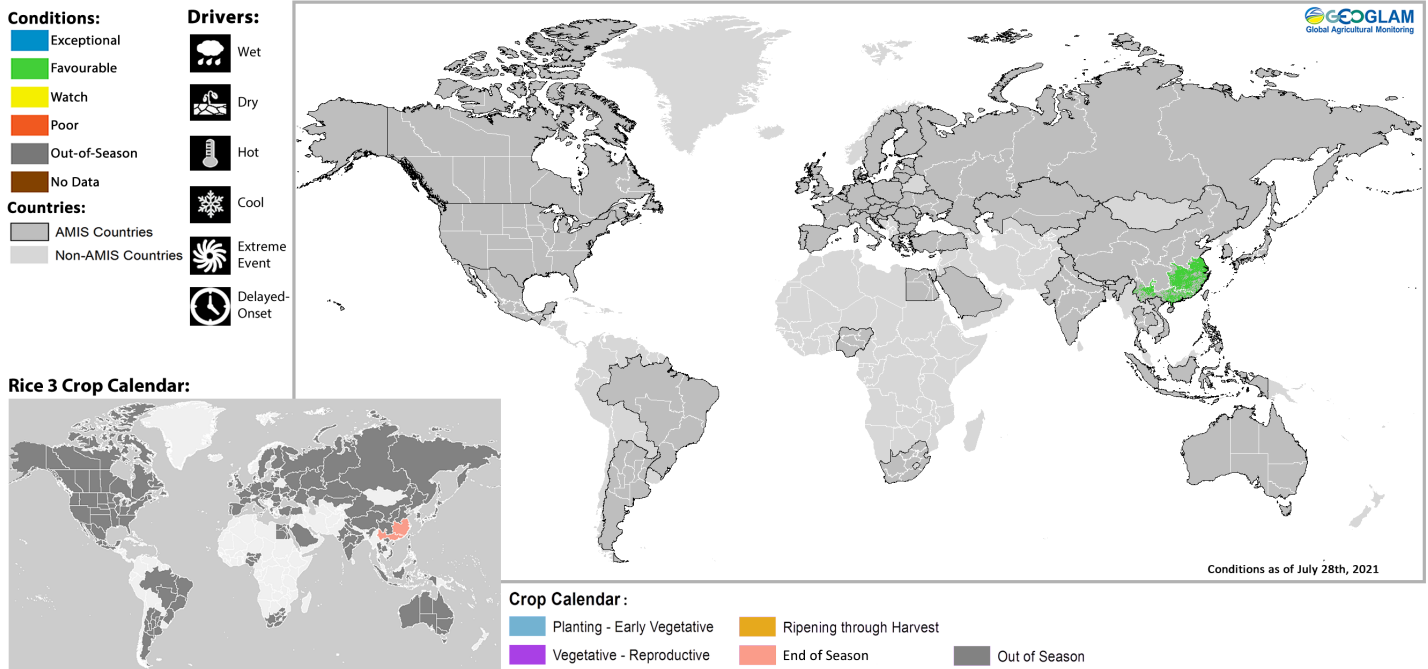 Conditions:
Exceptional
Favourable
Watch
Poor
Out-of-Season
No Data
Countries:
AMIS Countries
Non-AMIS Countries
Drivers:
Wet
Dry
Hot
Cool
Extreme
Event
Delayed-
Onset
GEOGLAM
Global Agricultural Monitoring
Conditions as of July 28th, 2021
Rice 3 Crop Calendar:
Crop Calendar :
Planting - Early Vegetative
Vegetative - Reproductive
Ripening through Harvest
End of Season
Out of Season